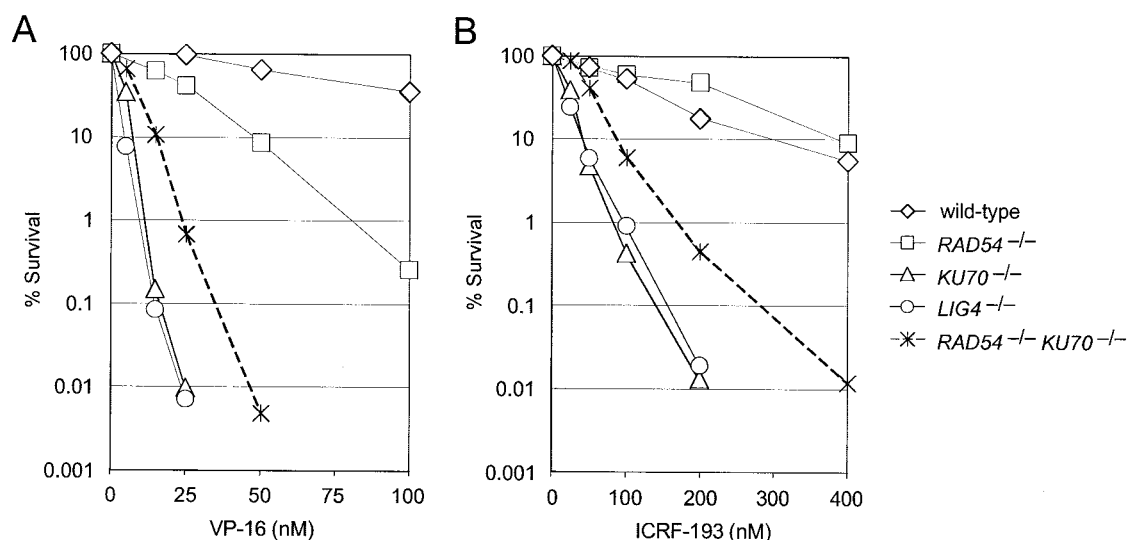 A
100
10
1
0.1
0.01
0.001
% Survival
0
25
50
75
100
VP-16 (nM)
B
100
10
1
0.1
0.01
0.001
% Survival
0
100
200
300
400
ICRF-193 (nM)
wild-type
RAD54 −/−
KU70 −/−
LIG4 −/−
RAD54 −/− KU70 −/−